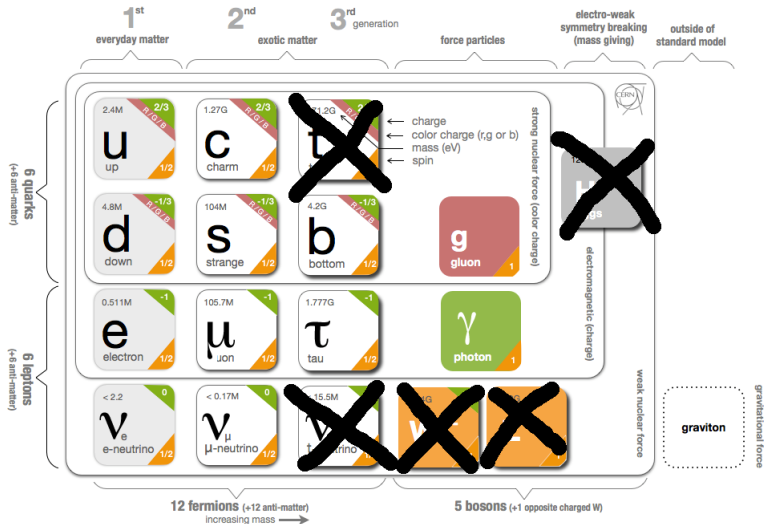 1st
2nd
3rd
generation
everyday matter
exotic matter
force particles
electro-weak
symmetry breaking
(mass giving)
outside of
standard model
CERN
6 quarks
(+6 anti-matter)
2.4M
2/3
R/G/B
u
up
1/2
1.27G
2/3
R/G/B
c
charm
1/2
t
1/2
charge
color charge (r,g or b)
mass (eV)
spin
strong nuclear force (color charge)
4.8M
-1/3
R/G/B
d
down
1/2
104M
-1/3
R/G/B
s
strange
1/2
4.2G
-1/3
R/G/B
b
bottom
1/2
g
gluon
1
electromagnetic (charge)
6 leptons
(+6 anti-matter)
0.511M
-1
e
electron
1/2
105.7M
-1
μ
uon
1/2
1.777G
-1
τ
tau
1/2
γ
photon
1
weak nuclear force
< 2.2
0
νe
e-neutrino
1/2
< 0.17M
0
νμ
μ-neutrino
1/2
15.5M
graviton
gravitational force
12 fermions (+12 anti-matter)
increasing mass
5 bosons (+1 opposite charged W)